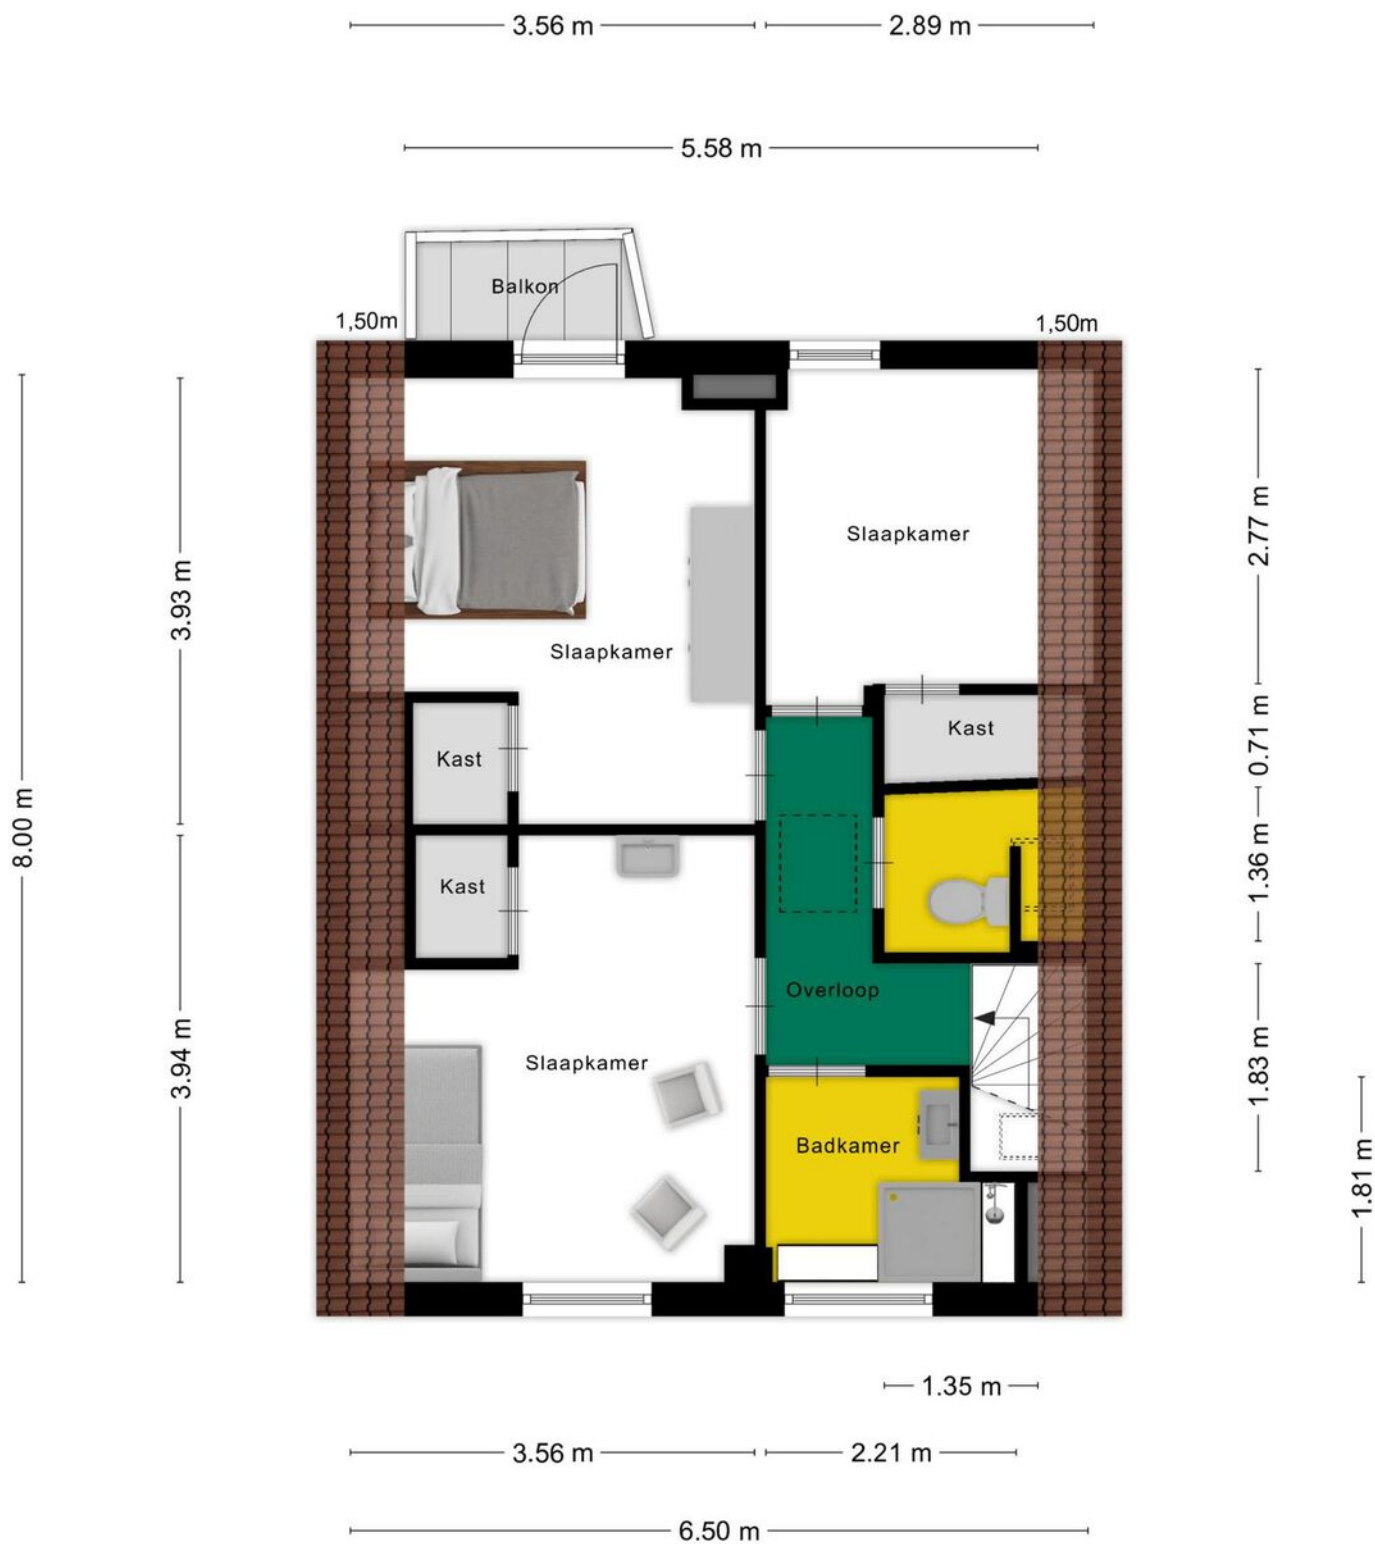 3.56 m
2.89 m
5.58 m
Balkon
1,50m
1,50m
Slaapkamer
2.77 m
3.93 m
Slaapkamer
Kast
0.71 m
Kast
8.00 m
1.36 m
Kast
Overloop
Slaapkamer
3.94 m
1.83 m
Badkamer
1.81 m
1.35 m
3.56 m
2.21 m
6.50 m